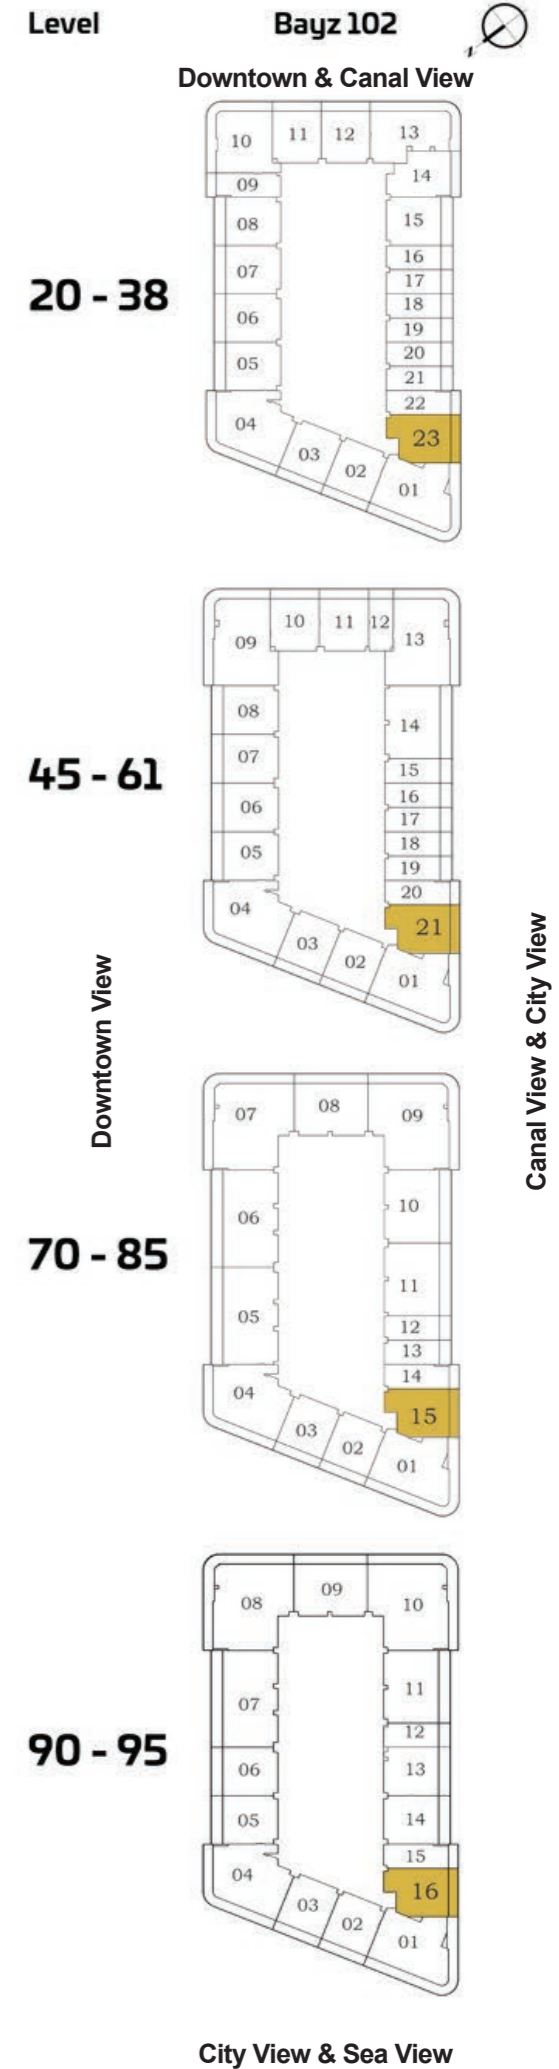 Level
Bayz 102
N
Downtown & Canal View
10 11 12 13
09 14
08 15
16
07 17
20 - 38
18
06 19
20
05 21
22
04 23
03 02 01
10 11 12
09 13
08 14
07 15
45 - 61
16
06 17
18
05 19
20
04 21
03 02 01
Downtown View
Canal View & City View
07 08 09
06 10
11
70 - 85
05 12
13
14
04 15
03 02 01
08 09 10
07 11
12
90 - 95
06 13
05 14
15
04 16
03 02 01
City View & Sea View